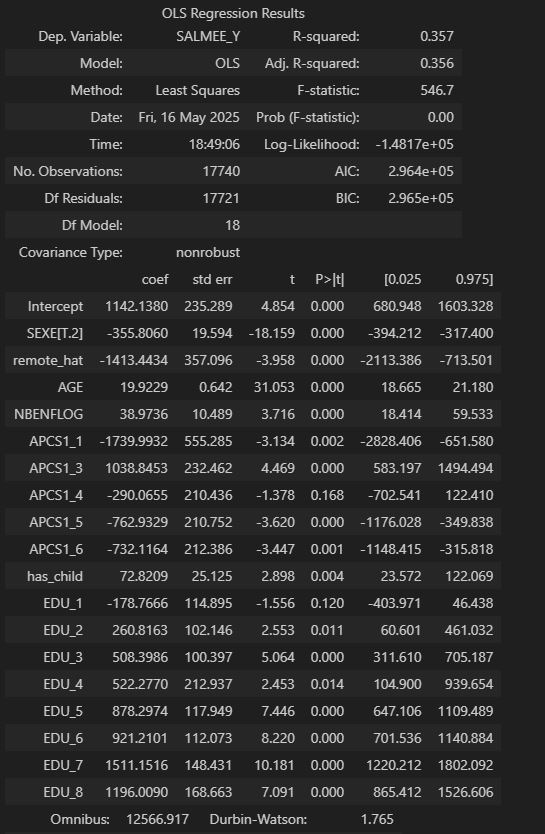 OLS Regression Results
Dep. Variable: SALMEE_Y R-squared: 0.357
Model: OLS Adj. R-squared: 0.356
Method: Least Squares F-statistic: 546.7
Date: Fri, 16 May 2025 Prob (F-statistic): 0.00
Time: 18:49:06 Log-Likelihood: -1.4817e+05
No. Observations: 17740 AIC: 2.964e+05
Df Residuals: 17721 BIC: 2.965e+05
Df Model: 18
Covariance Type: nonrobust
coef std err t P>|t| [0.025 0.975]
Intercept 1142.1380 235.289 4.854 0.000 680.948 1603.328
SEXE[T.2] -355.8060 19.594 -18.159 0.000 -394.212 -317.400
remote_hat -1413.4434 357.096 -3.958 0.000 -2113.386 -713.501
AGE 19.9229 0.642 31.053 0.000 18.665 21.180
NBENFLOG 38.9736 10.489 3.716 0.000 18.414 59.533
APCS1_1 -1739.9932 555.285 -3.134 0.002 -2828.406 -651.580
APCS1_3 1038.8453 232.462 4.469 0.000 583.197 1494.494
APCS1_4 -290.0655 210.436 -1.378 0.168 -702.541 122.410
APCS1_5 -762.9329 210.752 -3.620 0.000 -1176.028 -349.838
APCS1_6 -732.1164 212.386 -3.447 0.001 -1148.415 -315.818
has_child 72.8209 25.125 2.898 0.004 23.572 122.069
EDU_1 -178.7666 114.895 -1.556 0.120 -403.971 46.438
EDU_2 260.8163 102.146 2.553 0.011 60.601 461.032
EDU_3 508.3986 100.397 5.064 0.000 311.610 705.187
EDU_4 522.2770 212.937 2.453 0.014 104.900 939.654
EDU_5 878.2974 117.949 7.446 0.000 647.106 1109.489
EDU_6 921.2101 112.073 8.220 0.000 701.536 1140.884
EDU_7 1511.1516 148.431 10.181 0.000 1220.212 1802.092
EDU_8 1196.0090 168.663 7.091 0.000 865.412 1526.606
Omnibus: 12566.917 Durbin-Watson: 1.765